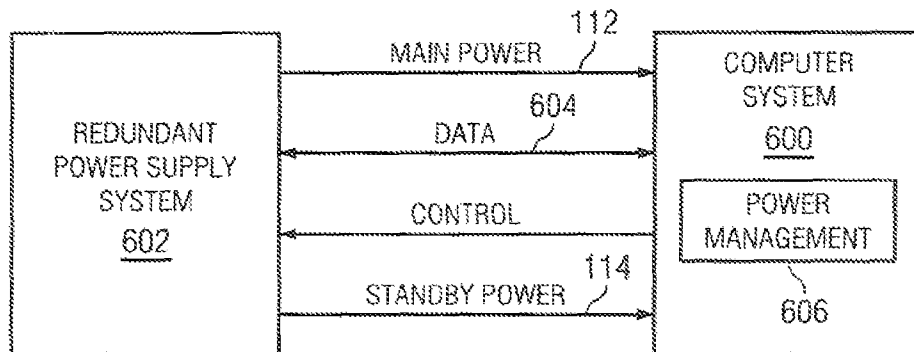 REDUNDANT
POWER SUPPLY
SYSTEM
602
MAIN POWER
112
DATA
604
CONTROL
STANDBY POWER
114
COMPUTER
SYSTEM
600
POWER
MANAGEMENT
606